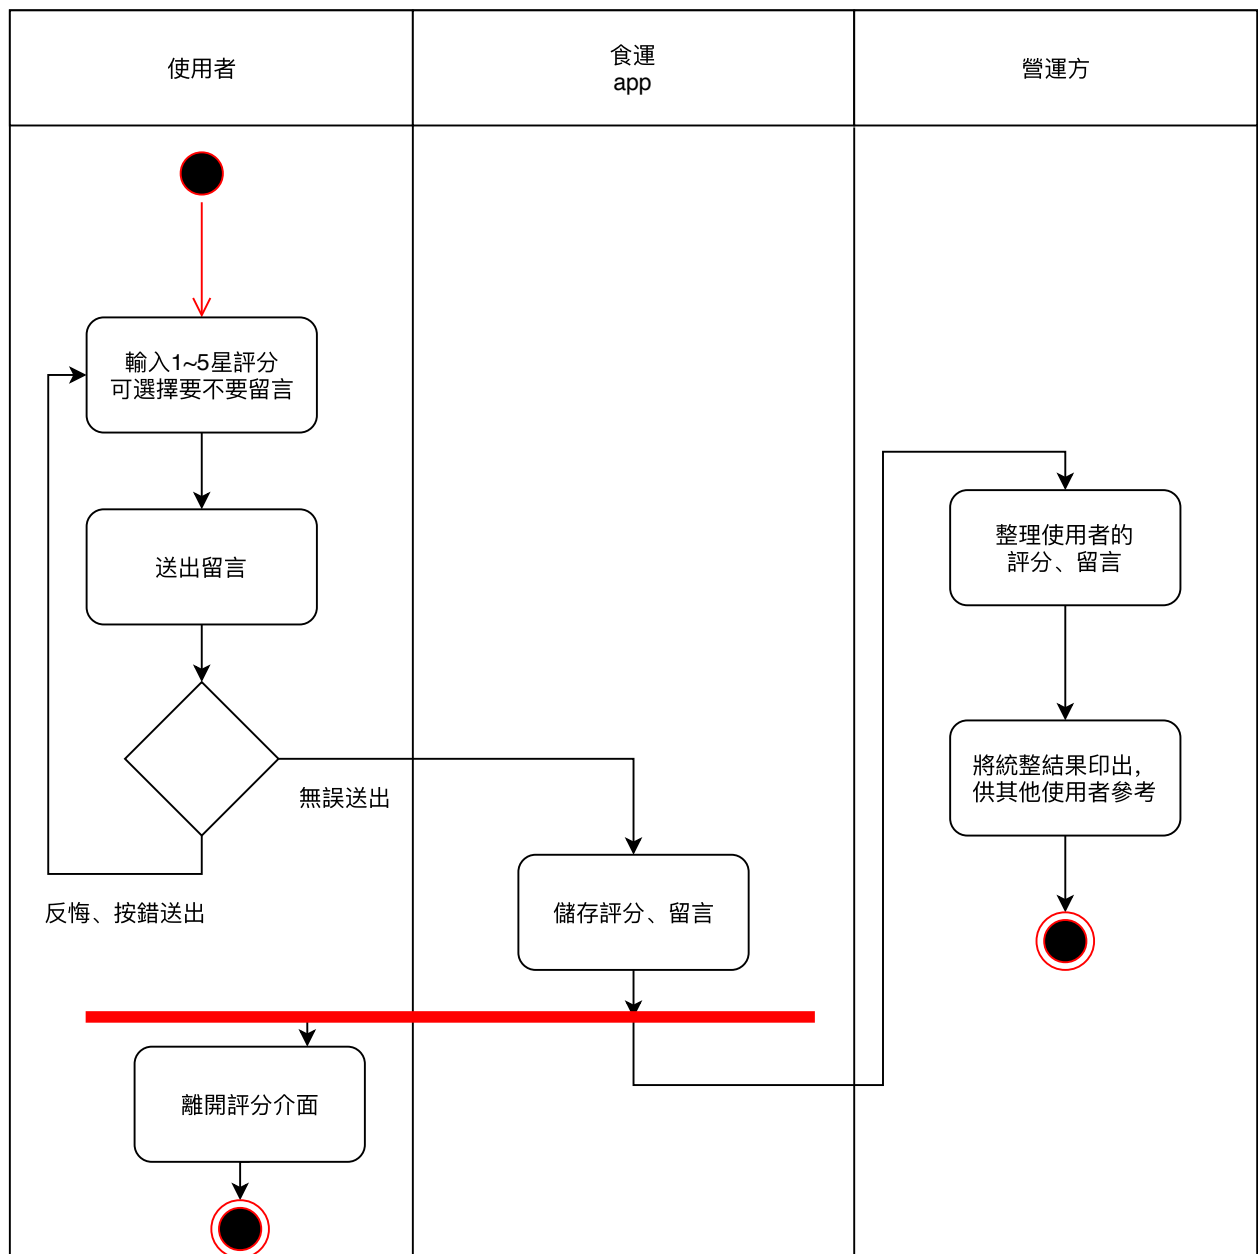 使用者
食運
app
營運方
輸入1~5星評分
可選擇要不要留言
送出留言
無誤送出
反悔、按錯送出
儲存評分、留言
離開評分介面
整理使用者的
評分、留言
將統整結果印出,
供其他使用者參考